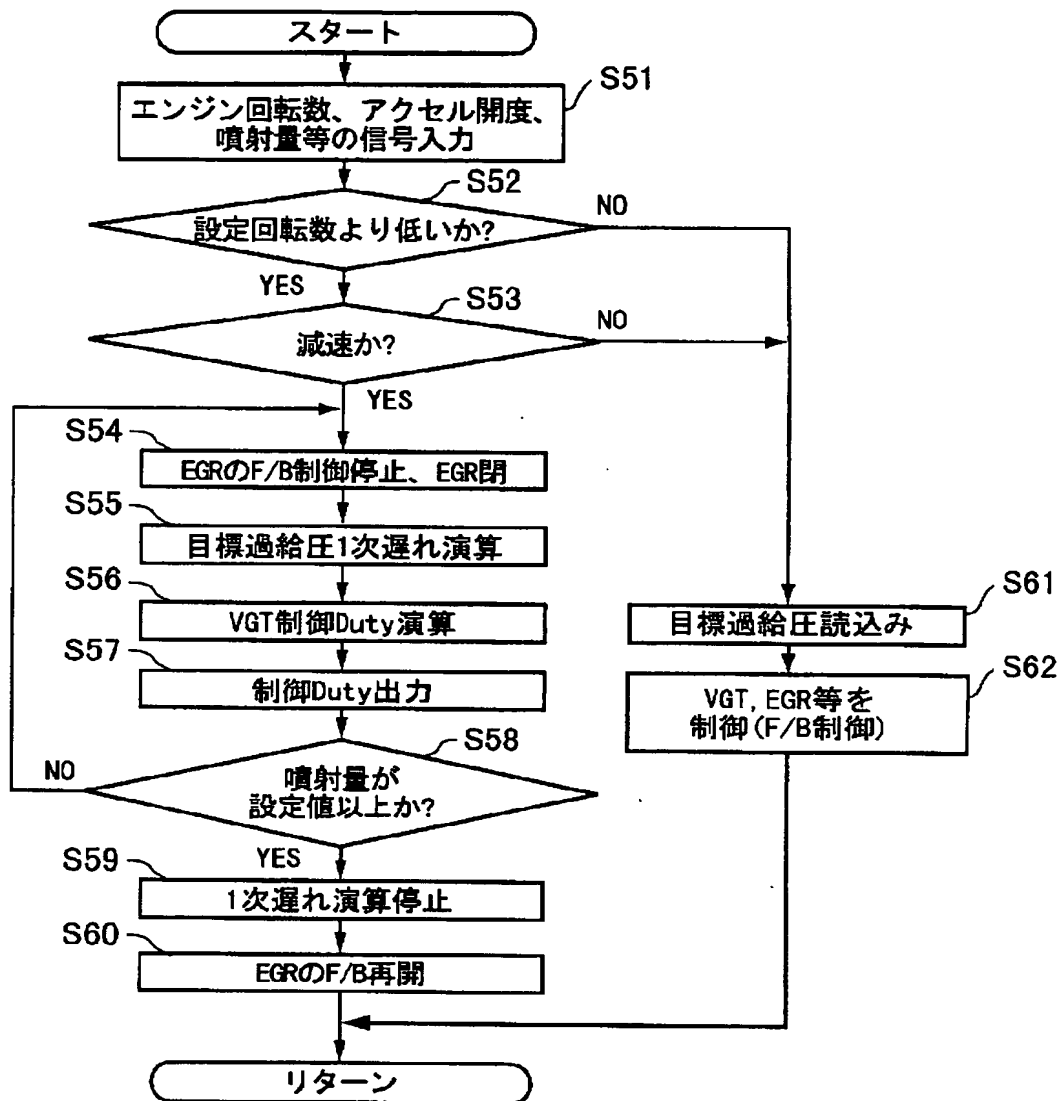 スタート
S51
エンジン回転数、アクセル開度、
噴射量等の信号入力
S52
設定回転数より低いか?
NO
YES
S53
減速か?
NO
YES
S54
EGRのF/B制御停止、EGR閉
S55
目標過給圧1次遅れ演算
S56
VGT制御Duty演算
S57
制御Duty出力
S58
噴射量が
設定値以上か?
NO
YES
S59
1次遅れ演算停止
S60
EGRのF/B再開
S61
目標過給圧読込み
S62
VGT,EGR等を
制御(F/B制御)
リターン